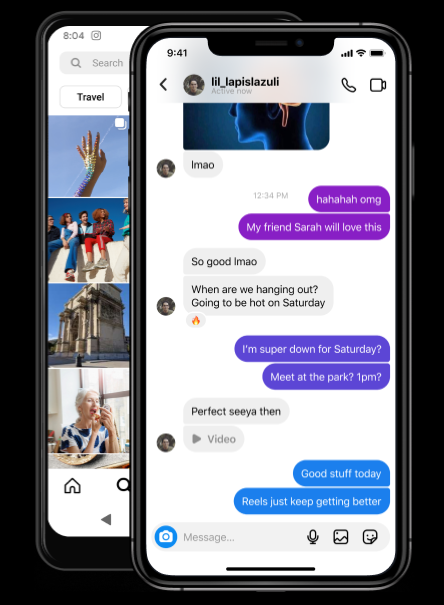 8:04
Search
Travel
9:41
lil_lapislazuli
Active now
lmao
12:34 PM
hahahah omg
My friend Sarah will love this
So good lmao
When are we hanging out?
Going to be hot on Saturday
🔥
I'm super down for Saturday?
Meet at the park? 1pm?
Perfect seeya then
Video
Good stuff today
Reels just keep getting better
Message...